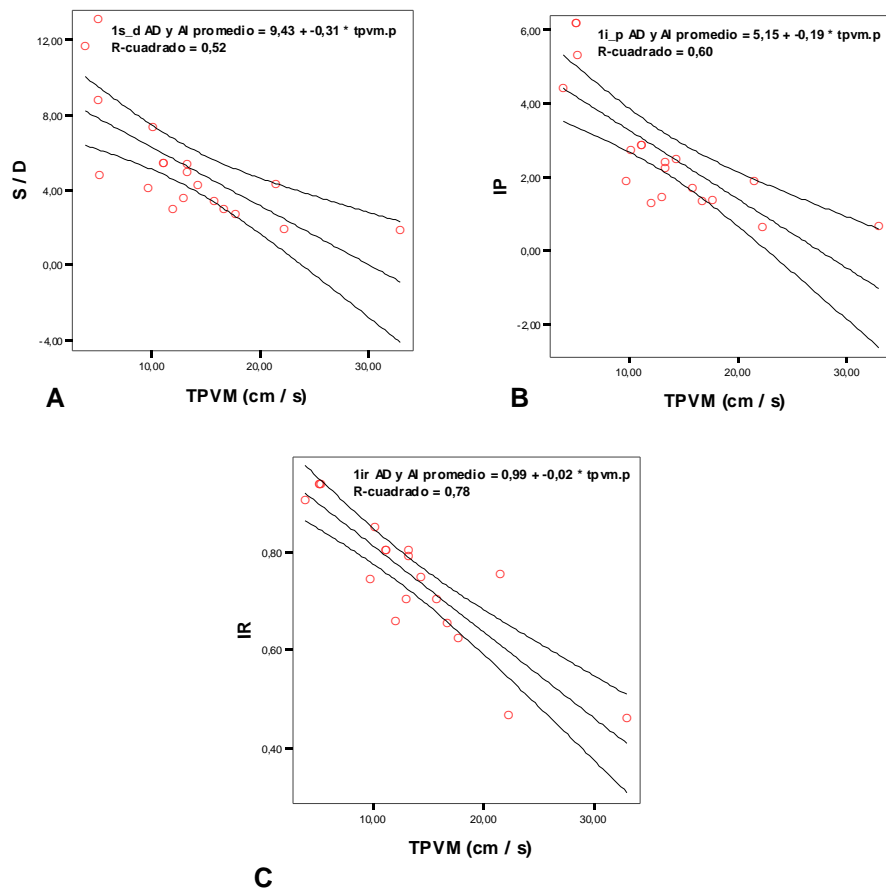 1s_d AD y AI promedio = 9,43 + -0,31 * tpvm.p
R-cuadrado = 0,52
12,00
8,00
4,00
0,00
-4,00
S / D
10,00 20,00 30,00
TPVM (cm / s)
A
1i_p AD y AI promedio = 5,15 + -0,19 * tpvm.p
R-cuadrado = 0,60
6,00
4,00
2,00
0,00
-2,00
IP
10,00 20,00 30,00
TPVM (cm / s)
B
1ir AD y AI promedio = 0,99 + -0,02 * tpvm.p
R-cuadrado = 0,78
0,80
0,60
0,40
IR
10,00 20,00 30,00
TPVM (cm / s)
C